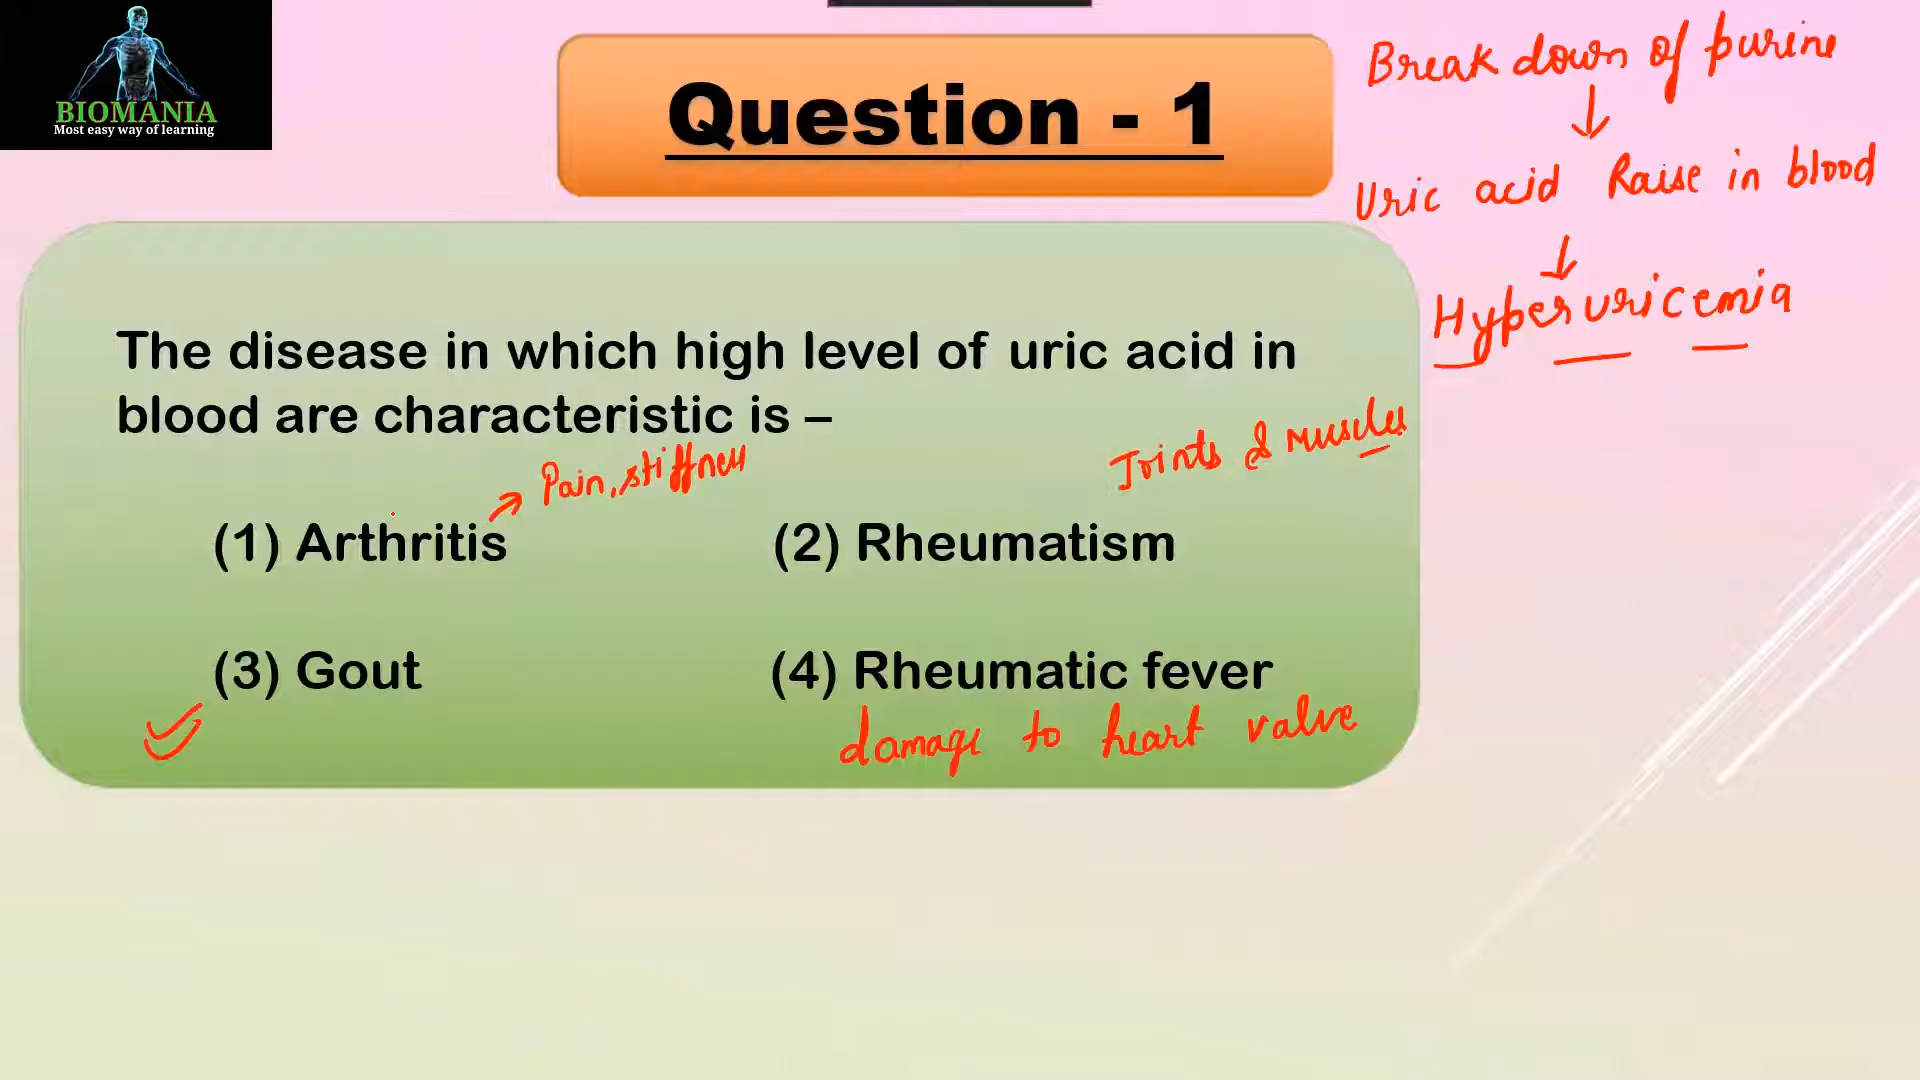 BIOMANIA
Most easy way of learning
Question - 1
Break down of purine
↓
Uric acid Raise in blood
↓
Hyperuricemia
The disease in which high level of uric acid in
blood are characteristic is –
→ Pain, stiffness
Joints & Muscles
(1) Arthritis
(2) Rheumatism
(3) Gout
(4) Rheumatic fever
damage to heart valve